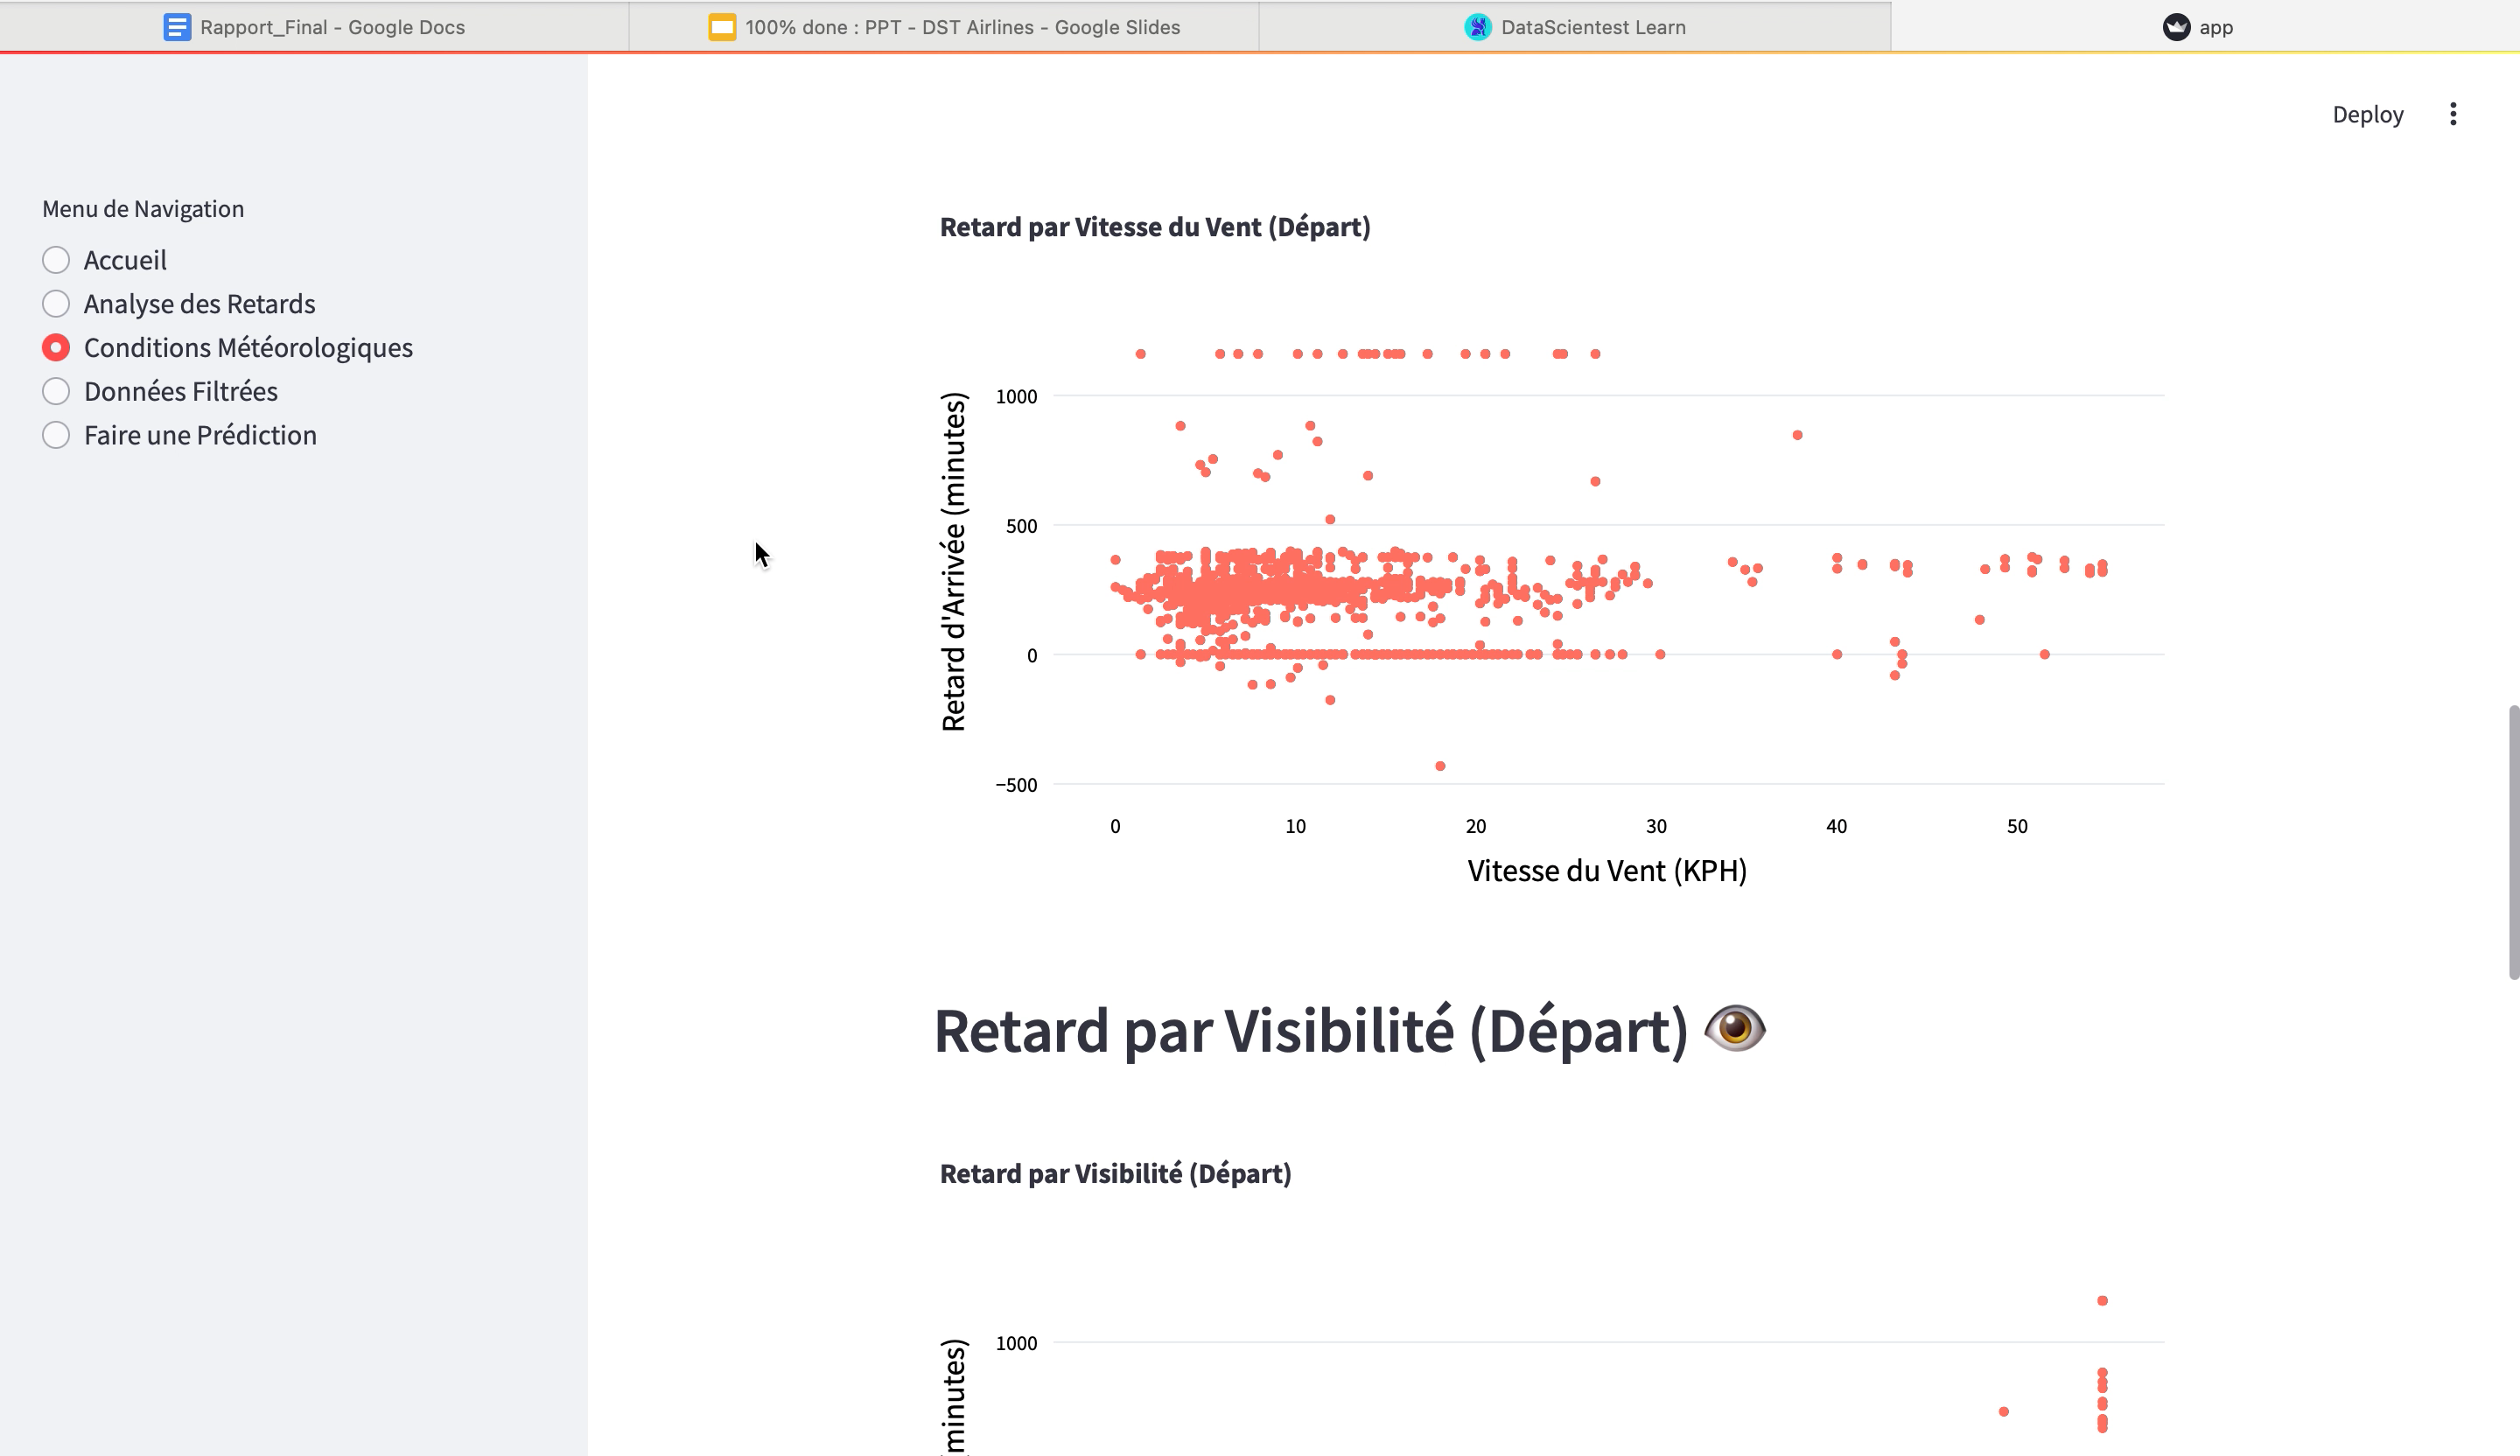 Rapport_Final - Google Docs
100% done : PPT - DST Airlines - Google Slides
DataScientest Learn
app
Deploy
Menu de Navigation
Accueil
Analyse des Retards
Conditions Météorologiques
Données Filtrées
Faire une Prédiction
Retard par Vitesse du Vent (Départ)
Retard d'Arrivée (minutes)
1000
500
0
−500
0 10 20 30 40 50
Vitesse du Vent (KPH)
Retard par Visibilité (Départ) 👁️
Retard par Visibilité (Départ)
1000
minutes)